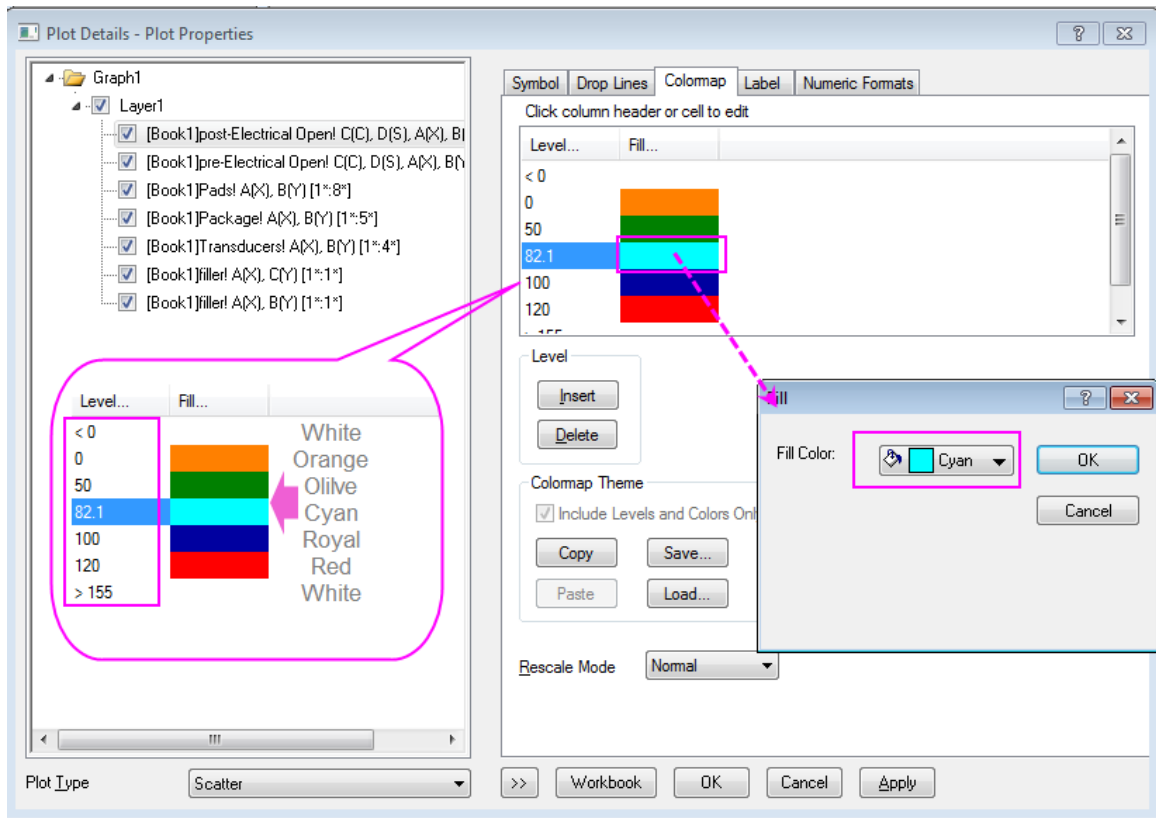 Plot Details - Plot Properties
Graph1
Layer1
[Book1]post-Electrical Open! C(C), D(S), A(X), B(
[Book1]pre-Electrical Open! C(C), D(S), A(X), B(Y
[Book1]Pads! A(X), B(Y) [1*:8*]
[Book1]Package! A(X), B(Y) [1*:5*]
[Book1]Transducers! A(X), B(Y) [1*:4*]
[Book1]filler! A(X), C(Y) [1*:1*]
[Book1]filler! A(X), B(Y) [1*:1*]
Level... Fill...
< 0 White
0 Orange
50 Olilve
82.1 Cyan
100 Royal
120 Red
> 155 White
Plot Type Scatter
Symbol Drop Lines Colormap Label Numeric Formats
Click column header or cell to edit
Level... Fill...
< 0
0
50
82.1
100
120
> 155
Level
Insert
Delete
Colormap Theme
Include Levels and Colors Onl
Copy Save...
Paste Load...
Rescale Mode Normal
Fill
Fill Color: Cyan OK
Cancel
>> Workbook OK Cancel Apply